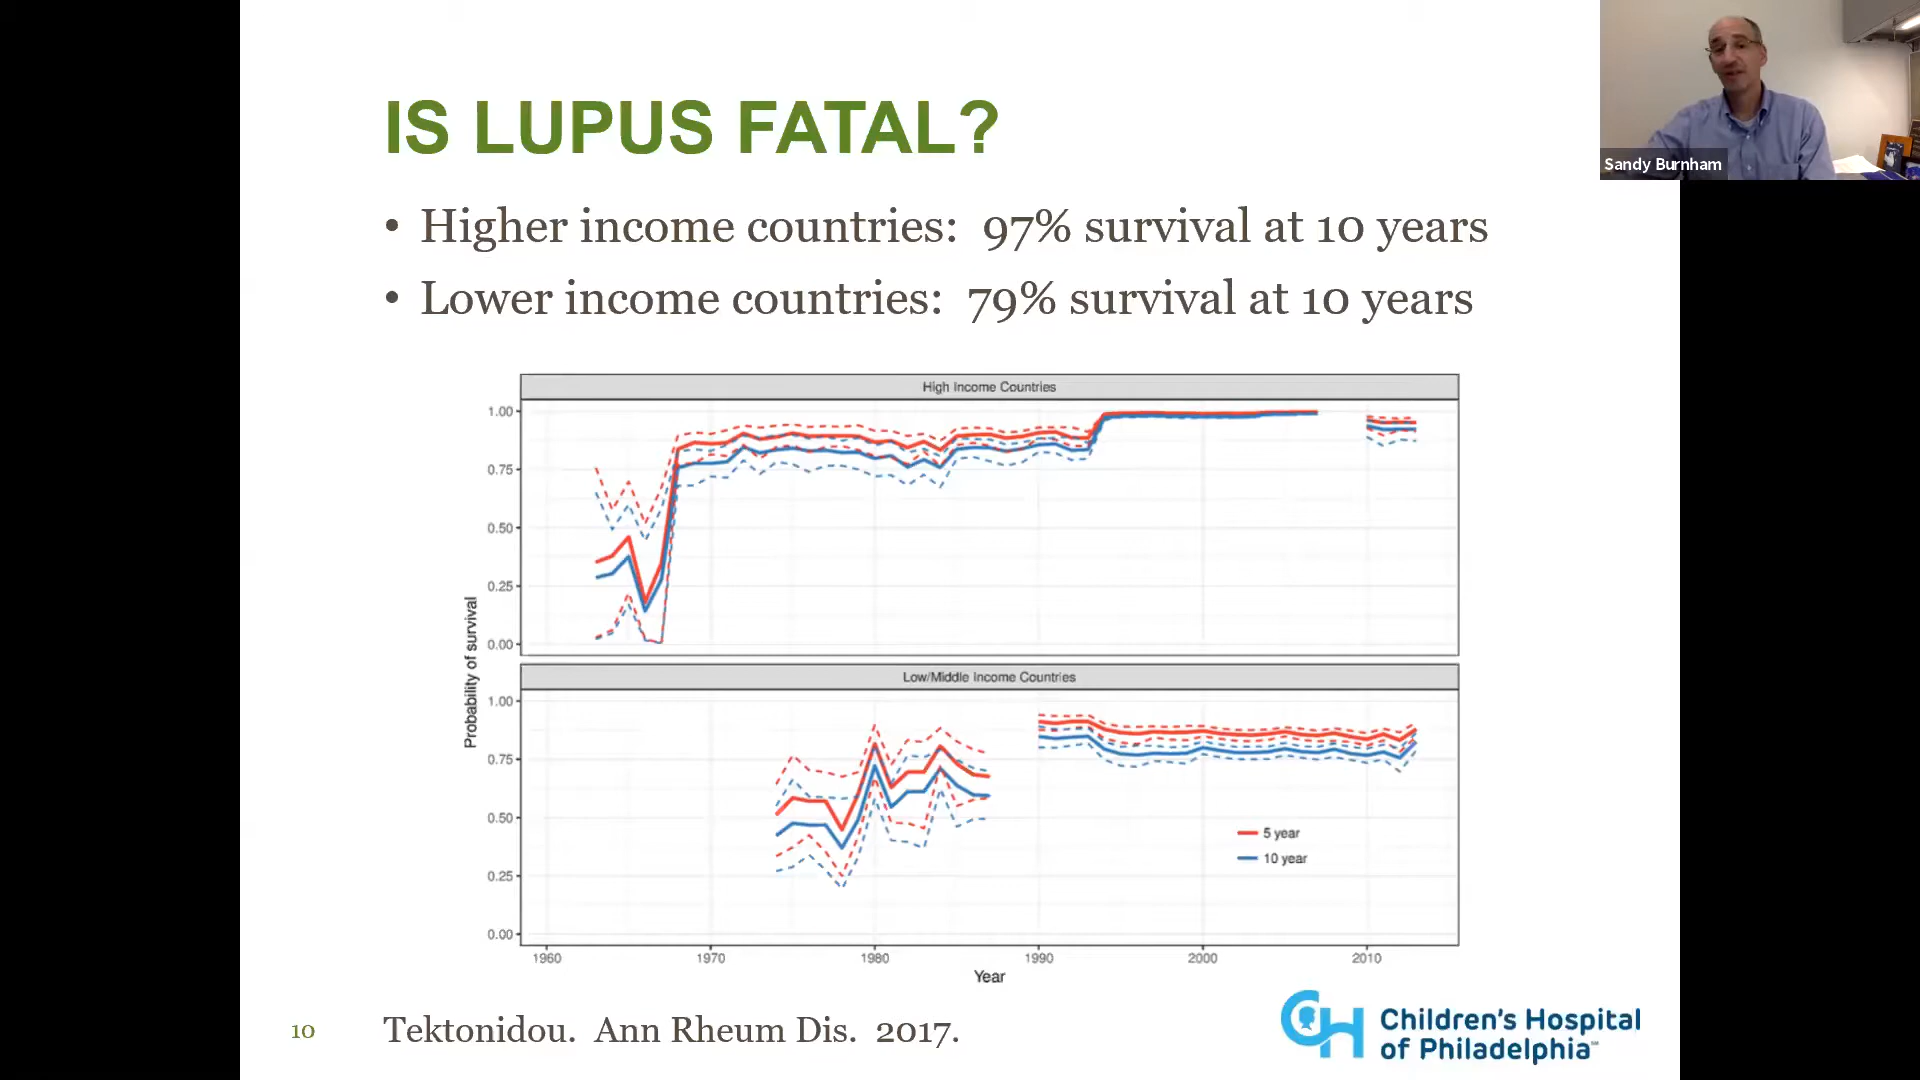 IS LUPUS FATAL?
Sandy Burnham
• Higher income countries:  97% survival at 10 years
• Lower income countries:  79% survival at 10 years
High Income Countries
1.00
0.75
0.50
0.25
0.00
Probability of survival
Low/Middle Income Countries
1.00
0.75
0.50
0.25
0.00
5 year
10 year
1960 1970 1980 1990 2000 2010
Year
10
Tektonidou.  Ann Rheum Dis.  2017.
Children's Hospital
of Philadelphia